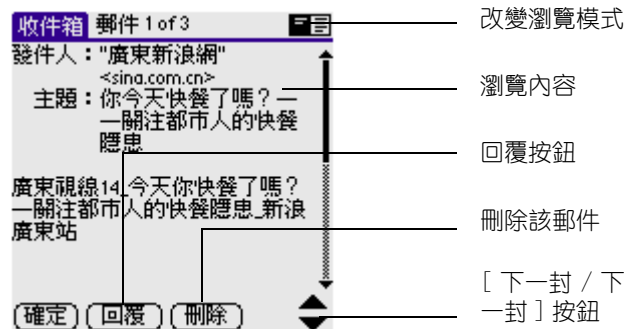 收件箱 郵件 1 of 3
改變瀏覽模式
發件人："廣東新浪網"
<sina.com.cn>
瀏覽內容
主題：你今天快餐了嗎？一
一關注都市人的快餐
隱患
回覆按鈕
廣東視線14_今天你快餐了嗎？
一關注都市人的快餐隱患_新浪
廣東站
刪除該郵件
確定 回覆 刪除
［下一封 / 下
一封］按鈕